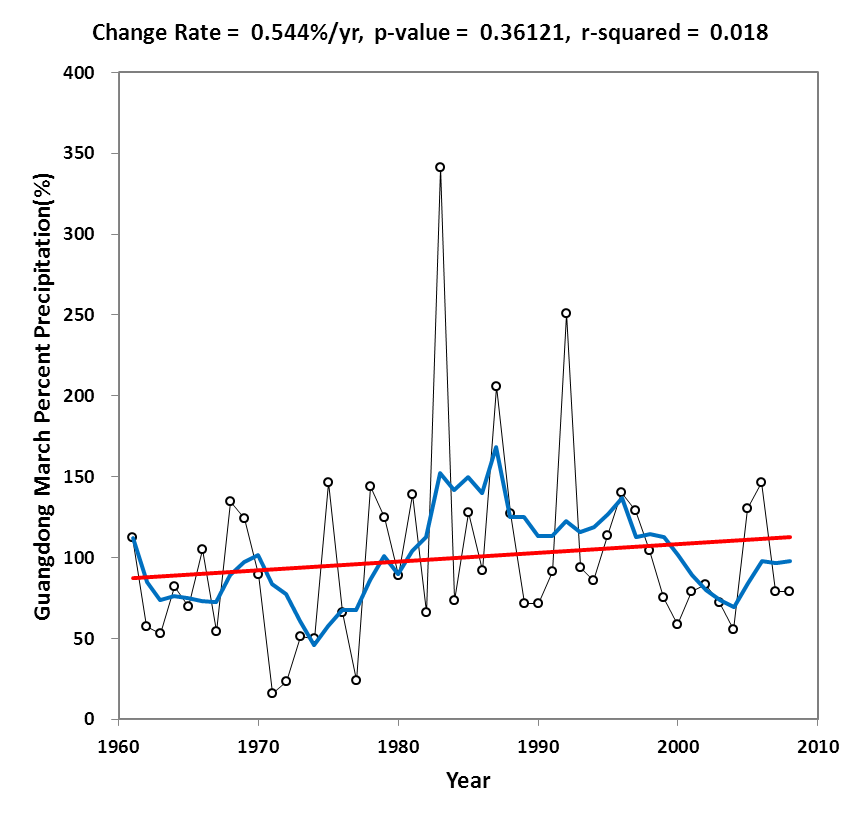 Change Rate = 0.544%/yr, p-value = 0.36121, r-squared = 0.018
400
350
300
250
200
150
100
50
0
Guangdong March Percent Precipitation(%)
1960 1970 1980 1990 2000 2010
Year